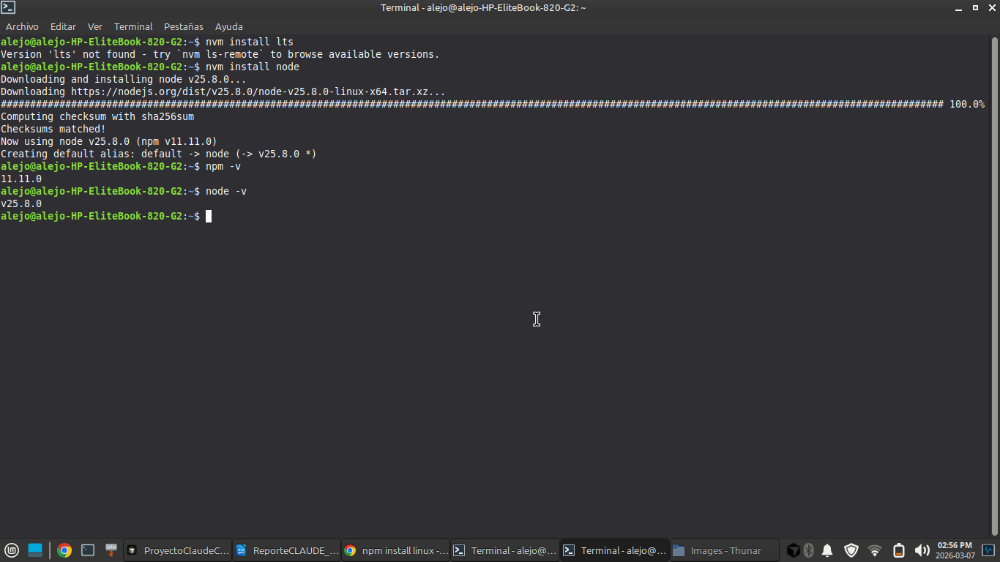 Terminal - alejo@alejo-HP-EliteBook-820-G2: ~
Archivo Editar Ver Terminal Pestañas Ayuda
alejo@alejo-HP-EliteBook-820-G2:~$ nvm install lts
Version 'lts' not found - try `nvm ls-remote` to browse available versions.
alejo@alejo-HP-EliteBook-820-G2:~$ nvm install node
Downloading and installing node v25.8.0...
Downloading https://nodejs.org/dist/v25.8.0/node-v25.8.0-linux-x64.tar.xz...
################################################################################################################################################################# 100.0%
Computing checksum with sha256sum
Checksums matched!
Now using node v25.8.0 (npm v11.11.0)
Creating default alias: default -> node (-> v25.8.0 *)
alejo@alejo-HP-EliteBook-820-G2:~$ npm -v
11.11.0
alejo@alejo-HP-EliteBook-820-G2:~$ node -v
v25.8.0
alejo@alejo-HP-EliteBook-820-G2:~$
ProyectoClaudeC... ReporteCLAUDE_... npm install linux -... Terminal - alejo@... Terminal - alejo@... Images - Thunar
02:56 PM
2026-03-07